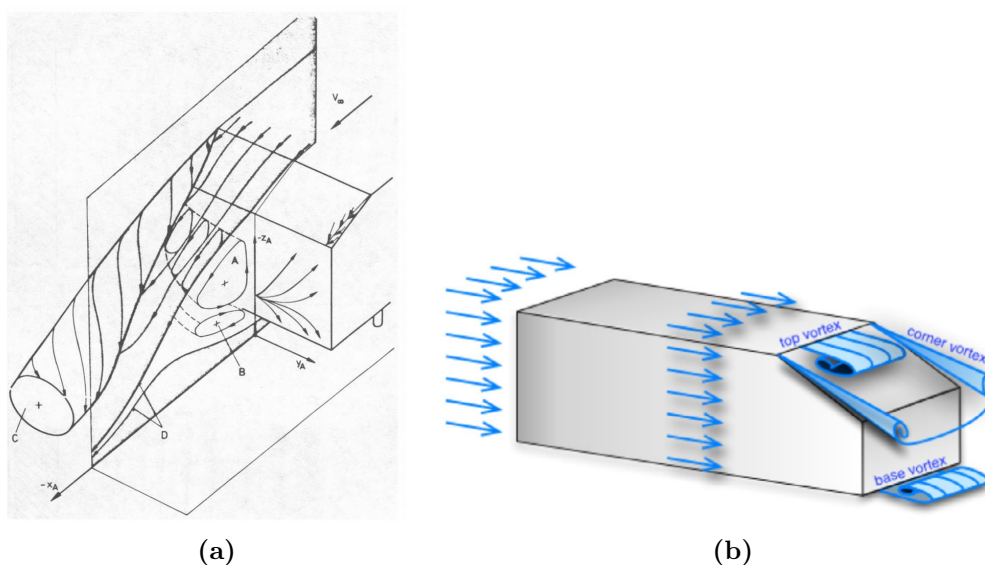 V∞
-zA
A
yA
B
C
D
-xA
top vortex
corner vortex
base vortex
(a)
(b)